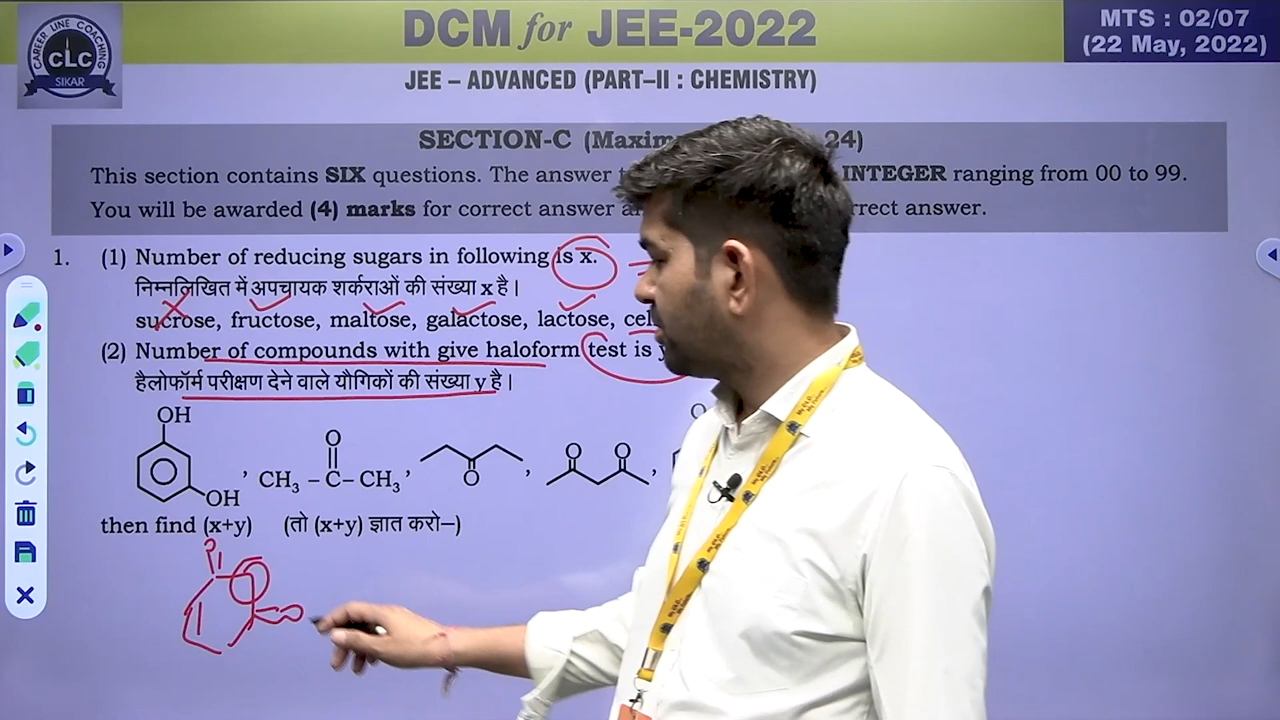 CAREER LINE COACHING
CLC
SIKAR
DCM for JEE-2022
MTS : 02/07
(22 May, 2022)
JEE – ADVANCED (PART–II : CHEMISTRY)
SECTION-C (Maxim 24)
This section contains SIX questions. The answer INTEGER ranging from 00 to 99.
You will be awarded (4) marks for correct answer rrect answer.
1. (1) Number of reducing sugars in following is x.
निम्नलिखित में अपचायक शर्कराओं की संख्या x है।
sucrose, fructose, maltose, galactose, lactose, cel
(2) Number of compounds with give haloform test is y
हैलोफॉर्म परीक्षण देने वाले यौगिकों की संख्या y है।
OH
O
O O
O
CH₃ – C – CH₃,
OH
O
then find (x+y) (तो (x+y) ज्ञात करो–)